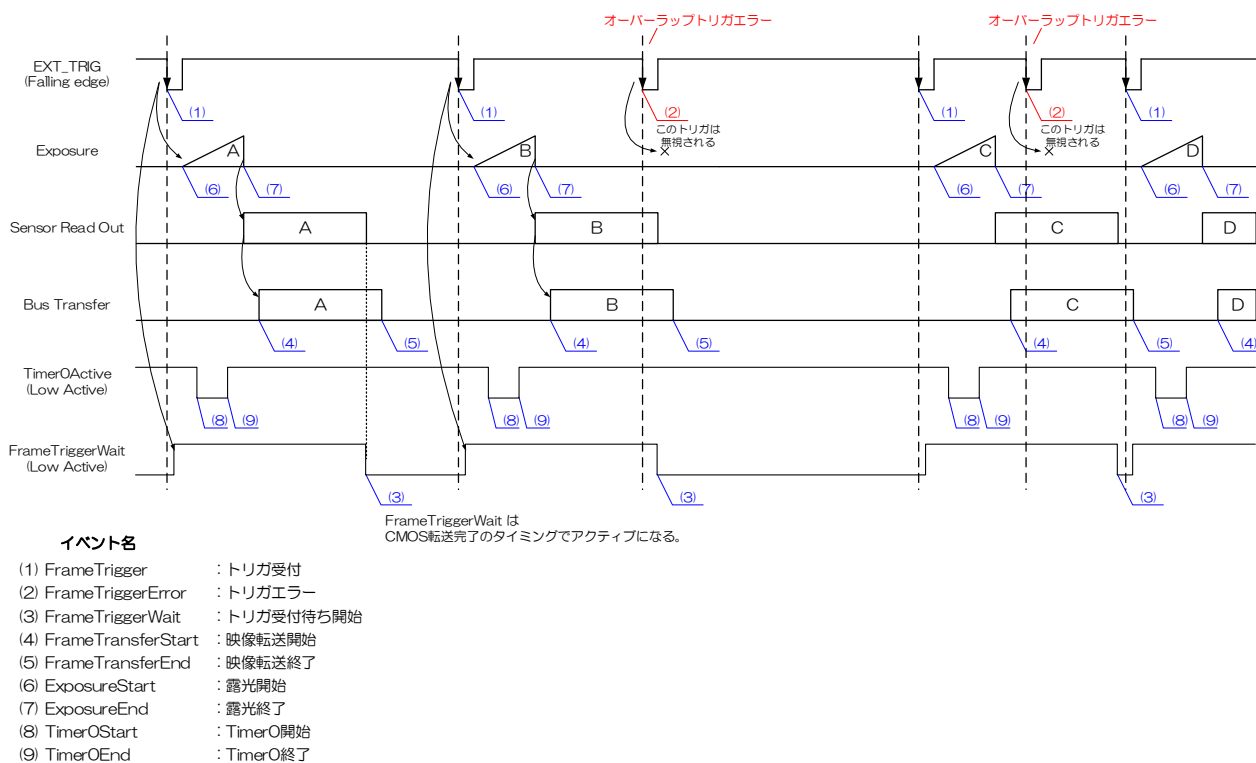 オーバーラップトリガエラー オーバーラップトリガエラー
EXT_TRIG
(Falling edge)
(1) (1) (2) (1) (2) (1)
このトリガは
無視される
このトリガは
無視される
× ×
Exposure
A B C D
(6) (7) (6) (7) (6) (7) (6) (7)
Sensor Read Out
A B C D
Bus Transfer
A B C D
(4) (5) (4) (5) (4) (5) (4)
Timer0Active
(Low Active)
(8) (9) (8) (9) (8) (9) (8) (9)
FrameTriggerWait
(Low Active)
(3) (3) (3)
FrameTriggerWait は
CMOS転送完了のタイミングでアクティブになる。
イベント名
(1) FrameTrigger :トリガ受付
(2) FrameTriggerError :トリガエラー
(3) FrameTriggerWait :トリガ受付待ち開始
(4) FrameTransferStart :映像転送開始
(5) FrameTransferEnd :映像転送終了
(6) ExposureStart :露光開始
(7) ExposureEnd :露光終了
(8) Timer0Start :Timer0開始
(9) Timer0End :Timer0終了